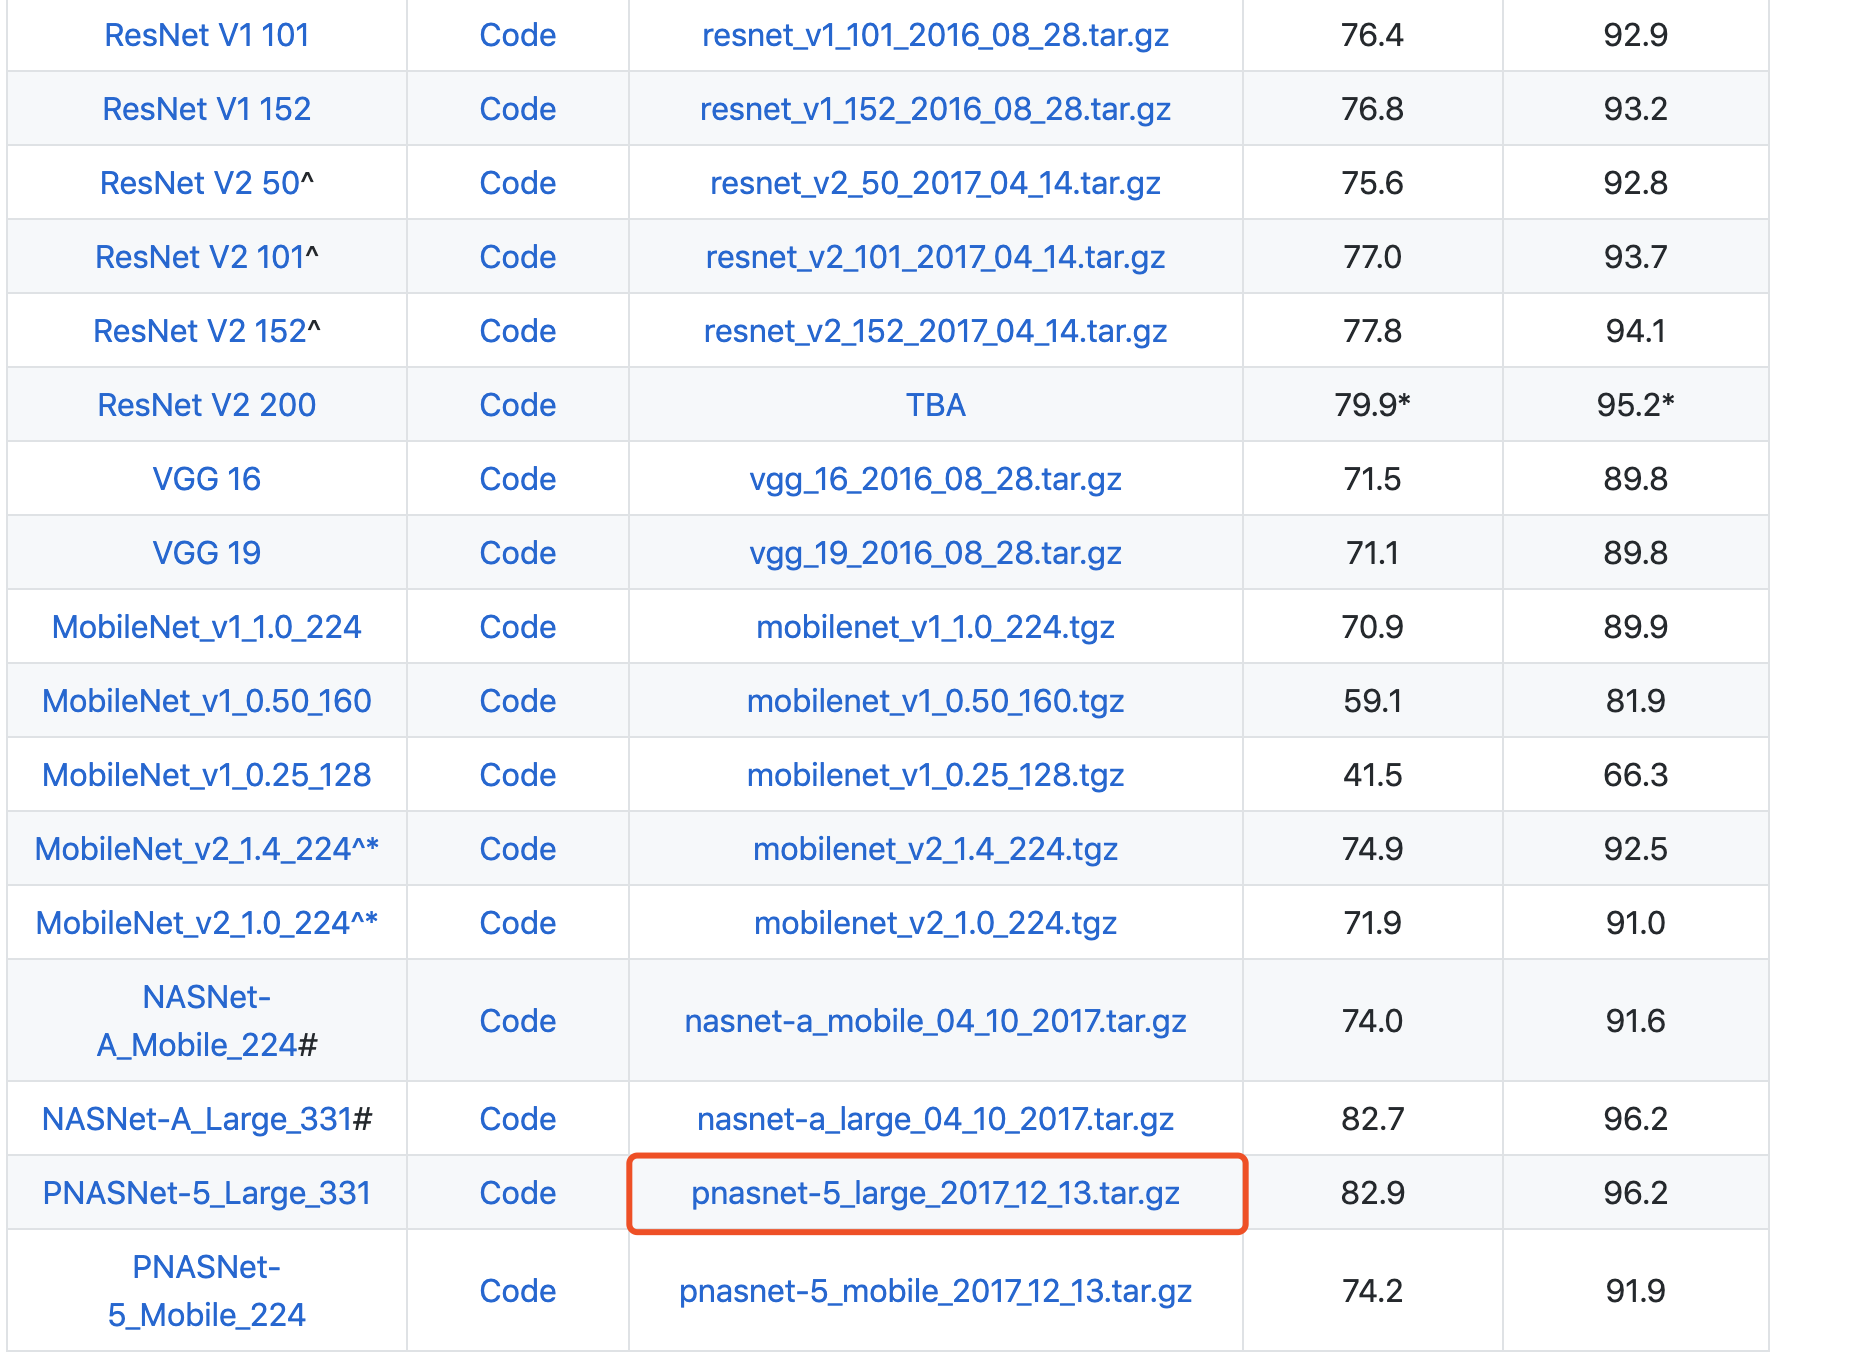 ResNet V1 101 Code resnet_v1_101_2016_08_28.tar.gz 76.4 92.9
ResNet V1 152 Code resnet_v1_152_2016_08_28.tar.gz 76.8 93.2
ResNet V2 50^ Code resnet_v2_50_2017_04_14.tar.gz 75.6 92.8
ResNet V2 101^ Code resnet_v2_101_2017_04_14.tar.gz 77.0 93.7
ResNet V2 152^ Code resnet_v2_152_2017_04_14.tar.gz 77.8 94.1
ResNet V2 200 Code TBA 79.9* 95.2*
VGG 16 Code vgg_16_2016_08_28.tar.gz 71.5 89.8
VGG 19 Code vgg_19_2016_08_28.tar.gz 71.1 89.8
MobileNet_v1_1.0_224 Code mobilenet_v1_1.0_224.tgz 70.9 89.9
MobileNet_v1_0.50_160 Code mobilenet_v1_0.50_160.tgz 59.1 81.9
MobileNet_v1_0.25_128 Code mobilenet_v1_0.25_128.tgz 41.5 66.3
MobileNet_v2_1.4_224^* Code mobilenet_v2_1.4_224.tgz 74.9 92.5
MobileNet_v2_1.0_224^* Code mobilenet_v2_1.0_224.tgz 71.9 91.0
NASNet-
A_Mobile_224# Code nasnet-a_mobile_04_10_2017.tar.gz 74.0 91.6
NASNet-A_Large_331# Code nasnet-a_large_04_10_2017.tar.gz 82.7 96.2
PNASNet-5_Large_331 Code pnasnet-5_large_2017_12_13.tar.gz 82.9 96.2
PNASNet-
5_Mobile_224 Code pnasnet-5_mobile_2017_12_13.tar.gz 74.2 91.9